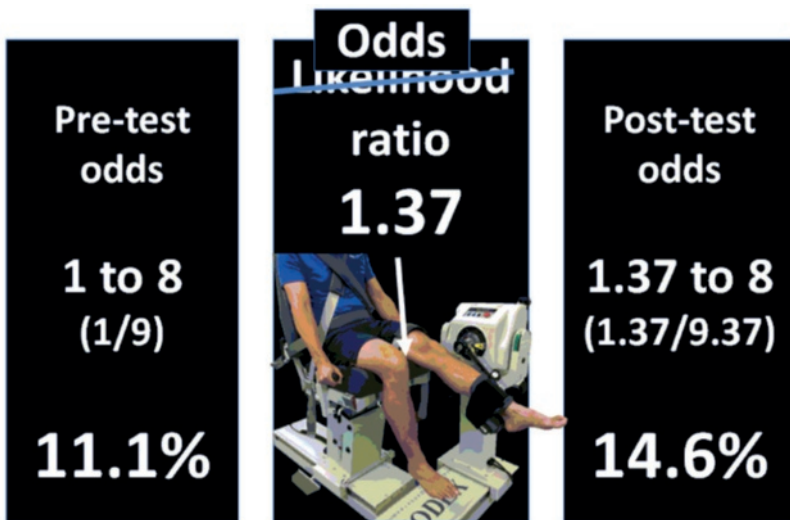 Pre-test
odds
1 to 8
(1/9)
11.1%
Odds
Likelihood
ratio
1.37
ODEX
Post-test
odds
1.37 to 8
(1.37/9.37)
14.6%